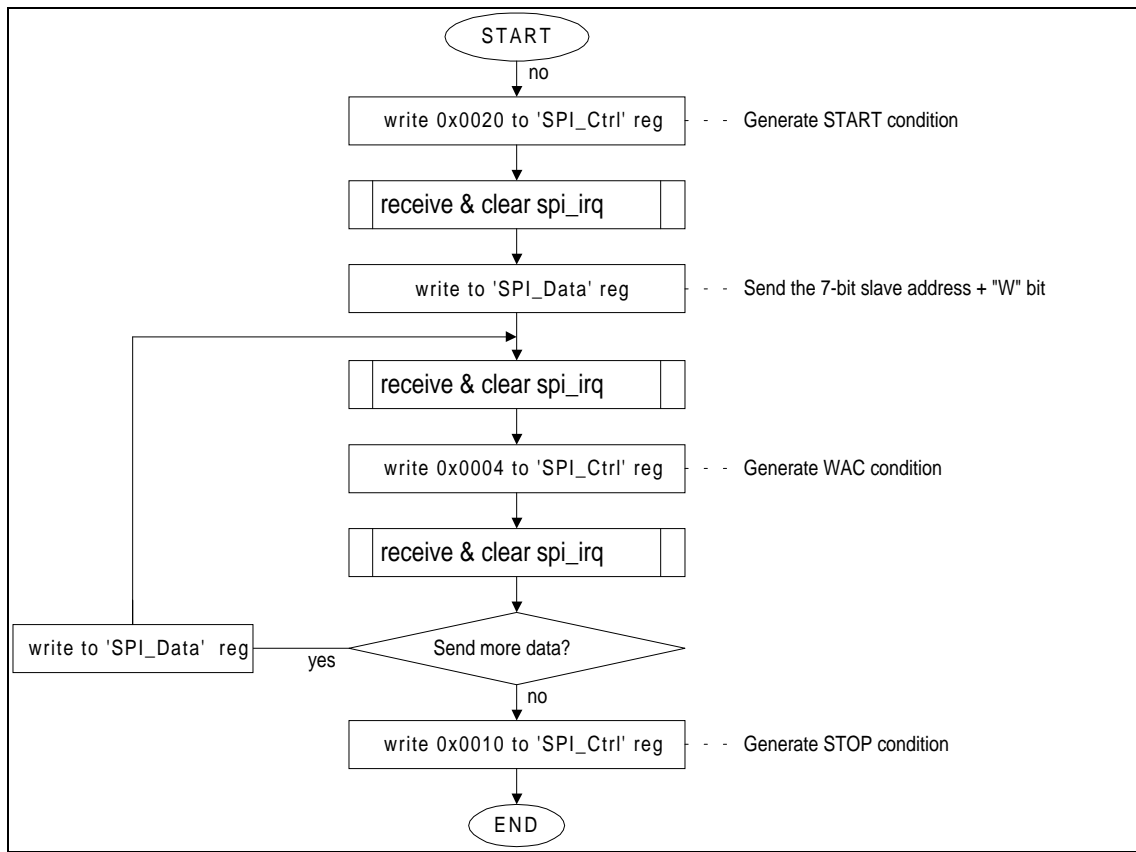 START
no
write 0x0020 to 'SPI_Ctrl' reg - - - Generate START condition
receive & clear spi_irq
write to 'SPI_Data' reg - - - Send the 7-bit slave address + "W" bit
receive & clear spi_irq
write 0x0004 to 'SPI_Ctrl' reg - - - Generate WAC condition
receive & clear spi_irq
write to 'SPI_Data' reg
yes
Send more data?
no
write 0x0010 to 'SPI_Ctrl' reg - - - Generate STOP condition
END